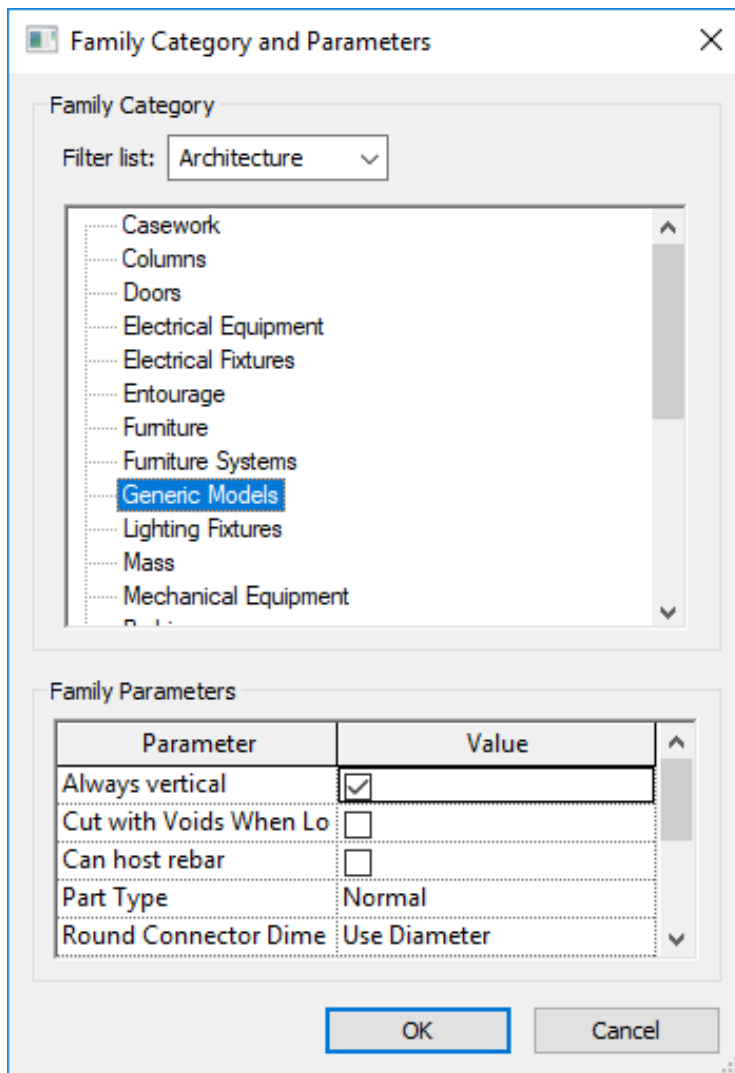 Family Category and Parameters
Family Category
Filter list: Architecture
Casework
Columns
Doors
Electrical Equipment
Electrical Fixtures
Entourage
Furniture
Furniture Systems
Generic Models
Lighting Fixtures
Mass
Mechanical Equipment
Family Parameters
Parameter Value
Always vertical
Cut with Voids When Lo
Can host rebar
Part Type Normal
Round Connector Dime Use Diameter
OK Cancel